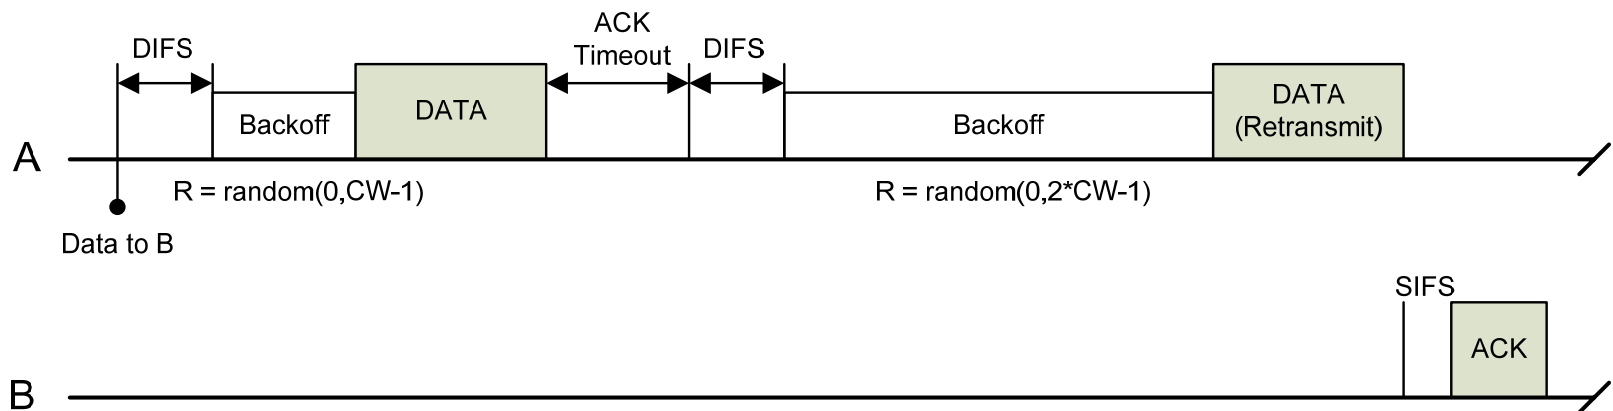 ACK
DIFS
Timeout
DIFS
Backoff
DATA
Backoff
DATA
(Retransmit)
A
R = random(0,CW-1)
R = random(0,2*CW-1)
Data to B
SIFS
ACK
B